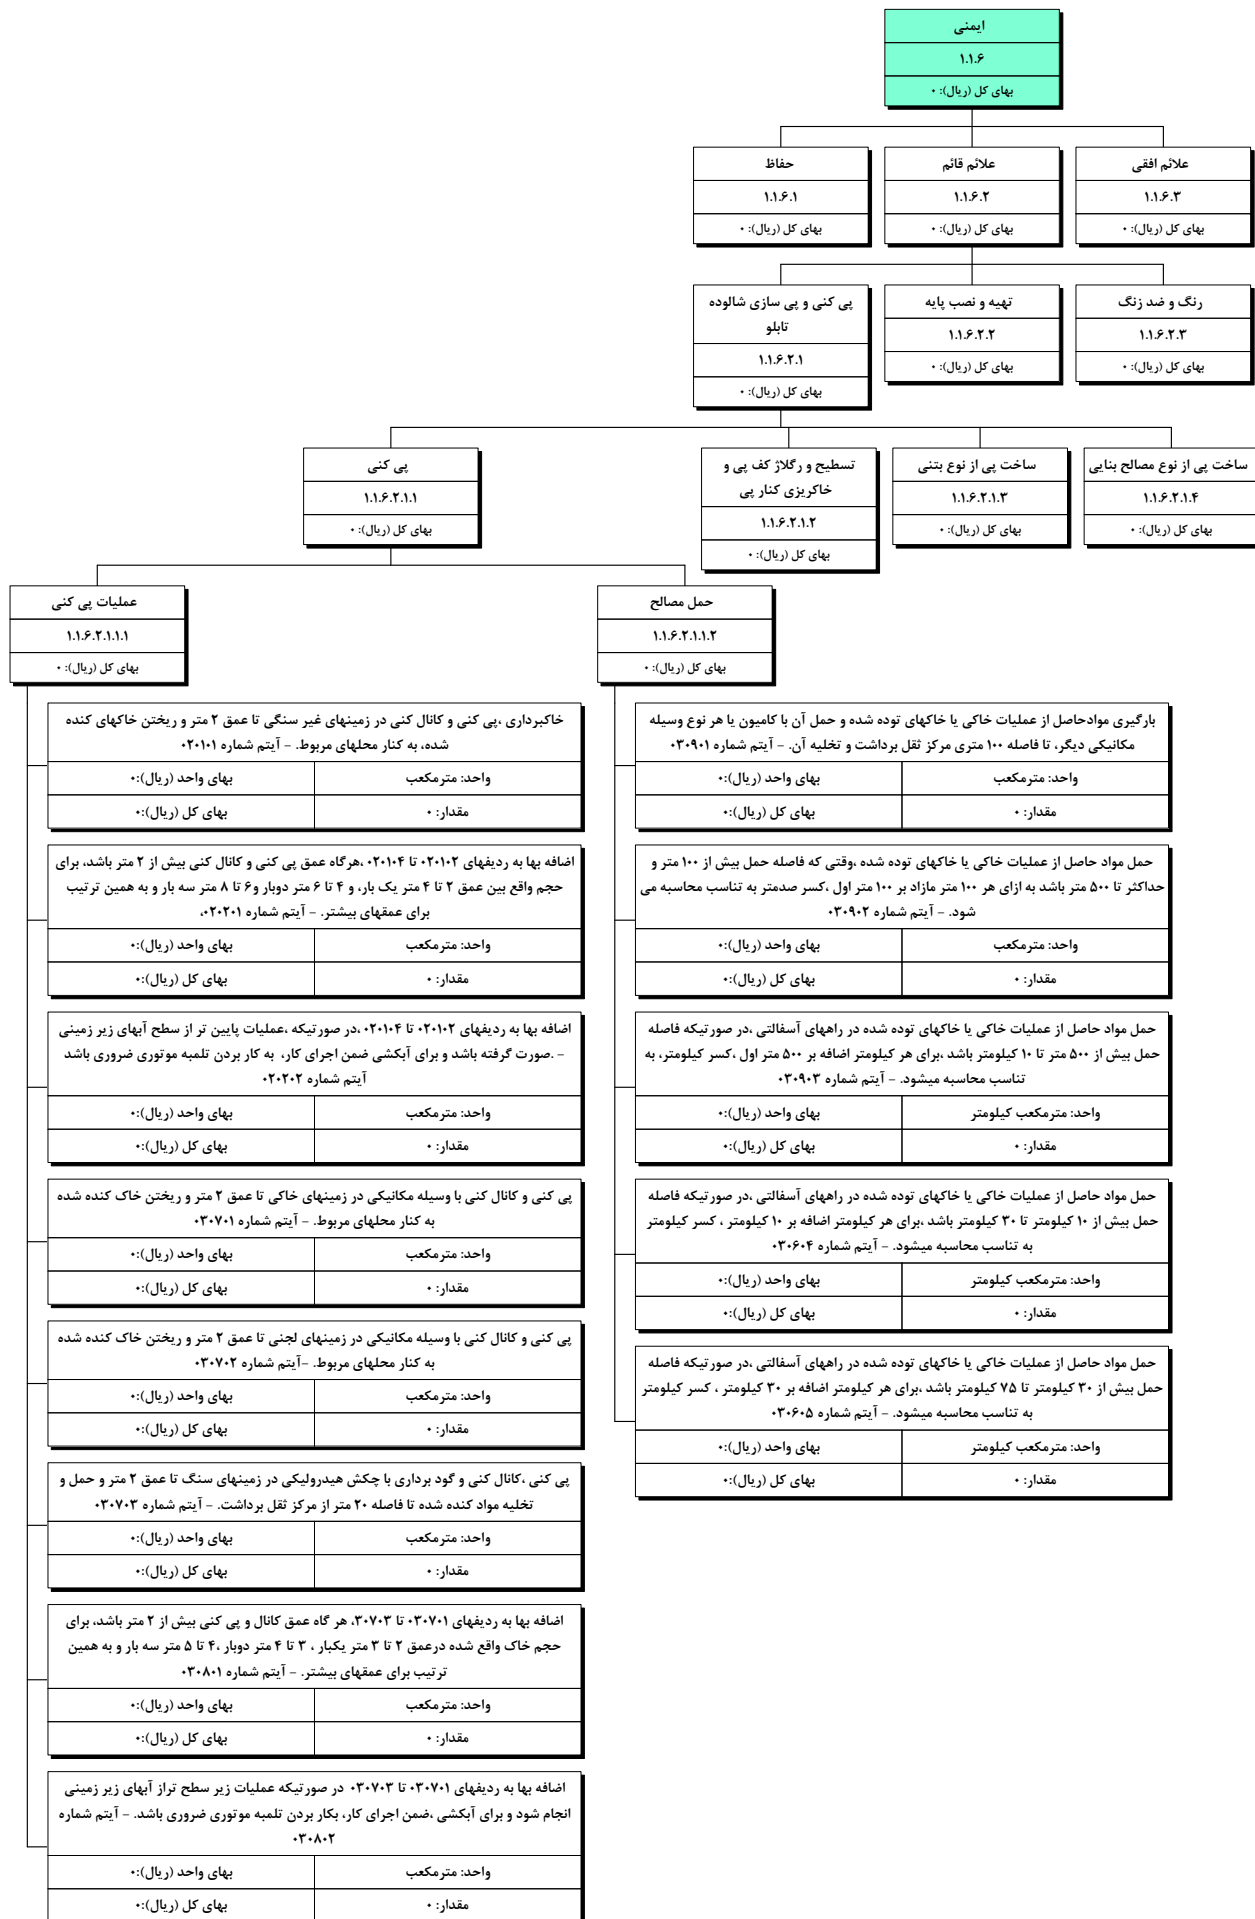 ایمنی
۱.۱.۶
بهای کل (ریال): ۰
علائم افقی
۱.۱.۶.۳
بهای کل (ریال): ۰
علائم قائم
۱.۱.۶.۲
بهای کل (ریال): ۰
حفاظ
۱.۱.۶.۱
بهای کل (ریال): ۰
رنگ و ضد زنگ
۱.۱.۶.۲.۳
بهای کل (ریال): ۰
تهیه و نصب پایه
۱.۱.۶.۲.۲
بهای کل (ریال): ۰
پی کنی و پی سازی شالوده
تابلو
۱.۱.۶.۲.۱
بهای کل (ریال): ۰
ساخت پی از نوع مصالح بنایی
۱.۱.۶.۲.۱.۴
بهای کل (ریال): ۰
ساخت پی از نوع بتنی
۱.۱.۶.۲.۱.۳
بهای کل (ریال): ۰
تسطیح و رگلاژ کف پی و
خاکریزی کنار پی
۱.۱.۶.۲.۱.۲
بهای کل (ریال): ۰
پی کنی
۱.۱.۶.۲.۱.۱
بهای کل (ریال): ۰
حمل مصالح
۱.۱.۶.۲.۱.۱.۲
بهای کل (ریال): ۰
عملیات پی کنی
۱.۱.۶.۲.۱.۱.۱
بهای کل (ریال): ۰
بارگیری موادحاصل از عملیات خاکی یا خاکهای توده شده و حمل آن با کامیون یا هر نوع وسیله
مکانیکی دیگر، تا فاصله ۱۰۰ متری مرکز ثقل برداشت و تخلیه آن. - آیتم شماره ۰۳۰۹۰۱
واحد: مترمکعب
بهای واحد (ریال):۰
مقدار: ۰
بهای کل (ریال):۰
حمل مواد حاصل از عملیات خاکی یا خاکهای توده شده ،وقتی که فاصله حمل بیش از ۱۰۰ متر و
حداکثر تا ۵۰۰ متر باشد به ازای هر ۱۰۰ متر مازاد بر ۱۰۰ متر اول ،کسر صدمتر به تناسب محاسبه می
شود. - آیتم شماره ۰۳۰۹۰۲
واحد: مترمکعب
بهای واحد (ریال):۰
مقدار: ۰
بهای کل (ریال):۰
حمل مواد حاصل از عملیات خاکی یا خاکهای توده شده در راههای آسفالتی ،در صورتیکه فاصله
حمل بیش از ۵۰۰ متر تا ۱۰ کیلومتر باشد ،برای هر کیلومتر اضافه بر ۵۰۰ متر اول ،کسر کیلومتر، به
تناسب محاسبه میشود. - آیتم شماره ۰۳۰۹۰۳
واحد: مترمکعب کیلومتر
بهای واحد (ریال):۰
مقدار: ۰
بهای کل (ریال):۰
حمل مواد حاصل از عملیات خاکی یا خاکهای توده شده در راههای آسفالتی ،در صورتیکه فاصله
حمل بیش از ۱۰ کیلومتر تا ۳۰ کیلومتر باشد ،برای هر کیلومتر اضافه بر ۱۰ کیلومتر ، کسر کیلومتر
به تناسب محاسبه میشود. - آیتم شماره ۰۳۰۶۰۴
واحد: مترمکعب کیلومتر
بهای واحد (ریال):۰
مقدار: ۰
بهای کل (ریال):۰
حمل مواد حاصل از عملیات خاکی یا خاکهای توده شده در راههای آسفالتی ،در صورتیکه فاصله
حمل بیش از ۳۰ کیلومتر تا ۷۵ کیلومتر باشد ،برای هر کیلومتر اضافه بر ۳۰ کیلومتر ، کسر کیلومتر
به تناسب محاسبه میشود. - آیتم شماره ۰۳۰۶۰۵
واحد: مترمکعب کیلومتر
بهای واحد (ریال):۰
مقدار: ۰
بهای کل (ریال):۰
خاکبرداری ،پی کنی و کانال کنی در زمینهای غیر سنگی تا عمق ۲ متر و ریختن خاکهای کنده
شده، به کنار محلهای مربوط. - آیتم شماره ۰۲۰۱۰۱
واحد: مترمکعب
بهای واحد (ریال):۰
مقدار: ۰
بهای کل (ریال):۰
اضافه بها به ردیفهای ۰۲۰۱۰۲ تا ۰۲۰۱۰۴ ،هرگاه عمق پی کنی و کانال کنی بیش از ۲ متر باشد، برای
حجم واقع بین عمق ۲ تا ۴ متر یک بار، و ۴ تا ۶ متر دوبار و۶ تا ۸ متر سه بار و به همین ترتیب
برای عمقهای بیشتر. - آیتم شماره ۰۲۰۲۰۱،
واحد: مترمکعب
بهای واحد (ریال):۰
مقدار: ۰
بهای کل (ریال):۰
اضافه بها به ردیفهای ۰۲۰۱۰۲ تا ۰۲۰۱۰۴ ،در صورتیکه ،عملیات پایین تر از سطح آبهای زیر زمینی
صورت گرفته باشد و برای آبکشی ضمن اجرای کار، به کار بردن تلمبه موتوری ضروری باشد. -
آیتم شماره ۰۲۰۲۰۲
واحد: مترمکعب
بهای واحد (ریال):۰
مقدار: ۰
بهای کل (ریال):۰
پی کنی و کانال کنی با وسیله مکانیکی در زمینهای خاکی تا عمق ۲ متر و ریختن خاک کنده شده
به کنار محلهای مربوط. - آیتم شماره ۰۳۰۷۰۱
واحد: مترمکعب
بهای واحد (ریال):۰
مقدار: ۰
بهای کل (ریال):۰
پی کنی و کانال کنی با وسیله مکانیکی در زمینهای لجنی تا عمق ۲ متر و ریختن خاک کنده شده
به کنار محلهای مربوط. -آیتم شماره ۰۳۰۷۰۲
واحد: مترمکعب
بهای واحد (ریال):۰
مقدار: ۰
بهای کل (ریال):۰
پی کنی ،کانال کنی و گود برداری با چکش هیدرولیکی در زمینهای سنگ تا عمق ۲ متر و حمل و
تخلیه مواد کنده شده تا فاصله ۲۰ متر از مرکز ثقل برداشت. - آیتم شماره ۰۳۰۷۰۳
واحد: مترمکعب
بهای واحد (ریال):۰
مقدار: ۰
بهای کل (ریال):۰
اضافه بها به ردیفهای ۰۳۰۷۰۱ تا ۳۰۷۰۳، هر گاه عمق کانال و پی کنی بیش از ۲ متر باشد، برای
حجم خاک واقع شده درعمق ۲ تا ۳ متر یکبار ، ۳ تا ۴ متر دوبار ،۴ تا ۵ متر سه بار و به همین
ترتیب برای عمقهای بیشتر. - آیتم شماره ۰۳۰۸۰۱
واحد: مترمکعب
بهای واحد (ریال):۰
مقدار: ۰
بهای کل (ریال):۰
اضافه بها به ردیفهای ۰۳۰۷۰۱ تا ۰۳۰۷۰۳ در صورتیکه عملیات زیر سطح تراز آبهای زیر زمینی
انجام شود و برای آبکشی ،ضمن اجرای کار، بکار بردن تلمبه موتوری ضروری باشد. - آیتم شماره
۰۳۰۸۰۲
واحد: مترمکعب
بهای واحد (ریال):۰
مقدار: ۰
بهای کل (ریال):۰